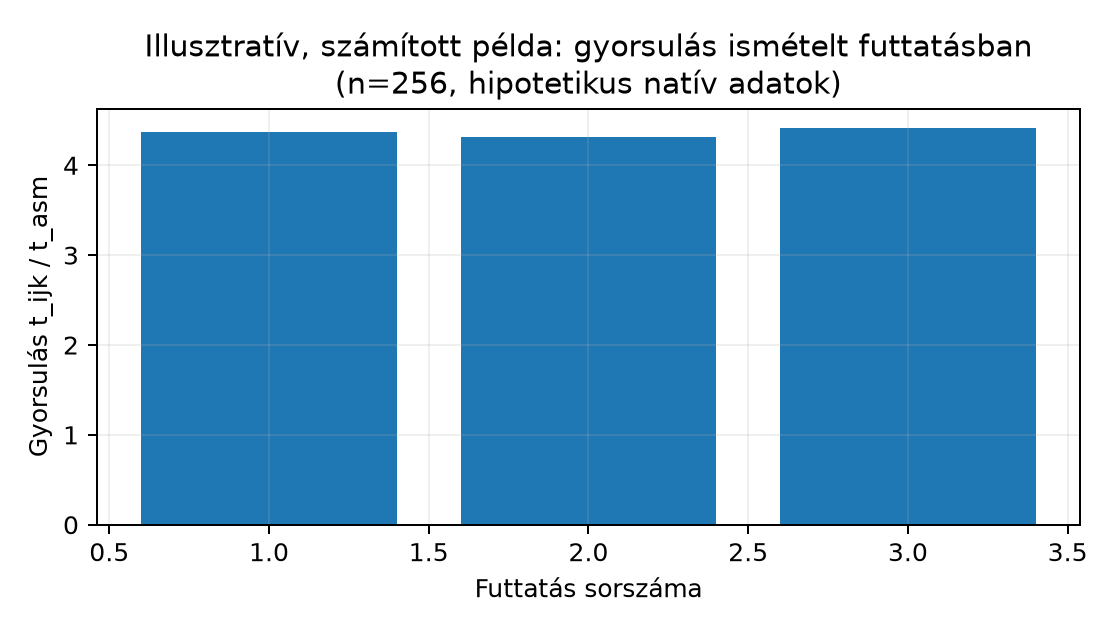 Illusztratív, számított példa: gyorsulás ismételt futtatásban
(n=256, hipotetikus natív adatok)
Gyorsulás t_ijk / t_asm
4
3
2
1
0
0.5 1.0 1.5 2.0 2.5 3.0 3.5
Futtatás sorszáma